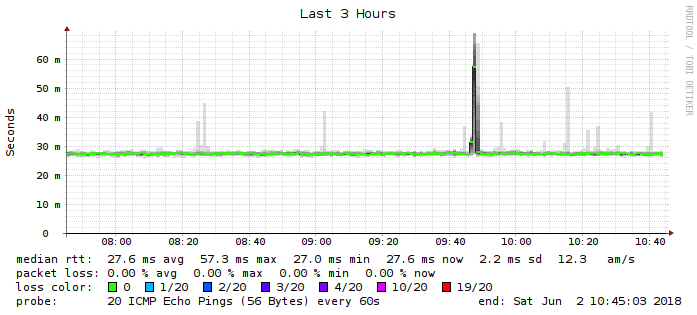 Last 3 Hours
RRDTOOL / TOBI OETIKER
Seconds
60 m
50 m
40 m
30 m
20 m
10 m
0
08:00 08:20 08:40 09:00 09:20 09:40 10:00 10:20 10:40
median rtt: 27.6 ms avg 57.3 ms max 27.0 ms min 27.6 ms now 2.2 ms sd 12.3 am/s
packet loss: 0.00 % avg 0.00 % max 0.00 % min 0.00 % now
loss color: 0 1/20 2/20 3/20 4/20 10/20 19/20
probe: 20 ICMP Echo Pings (56 Bytes) every 60s end: Sat Jun 2 10:45:03 2018